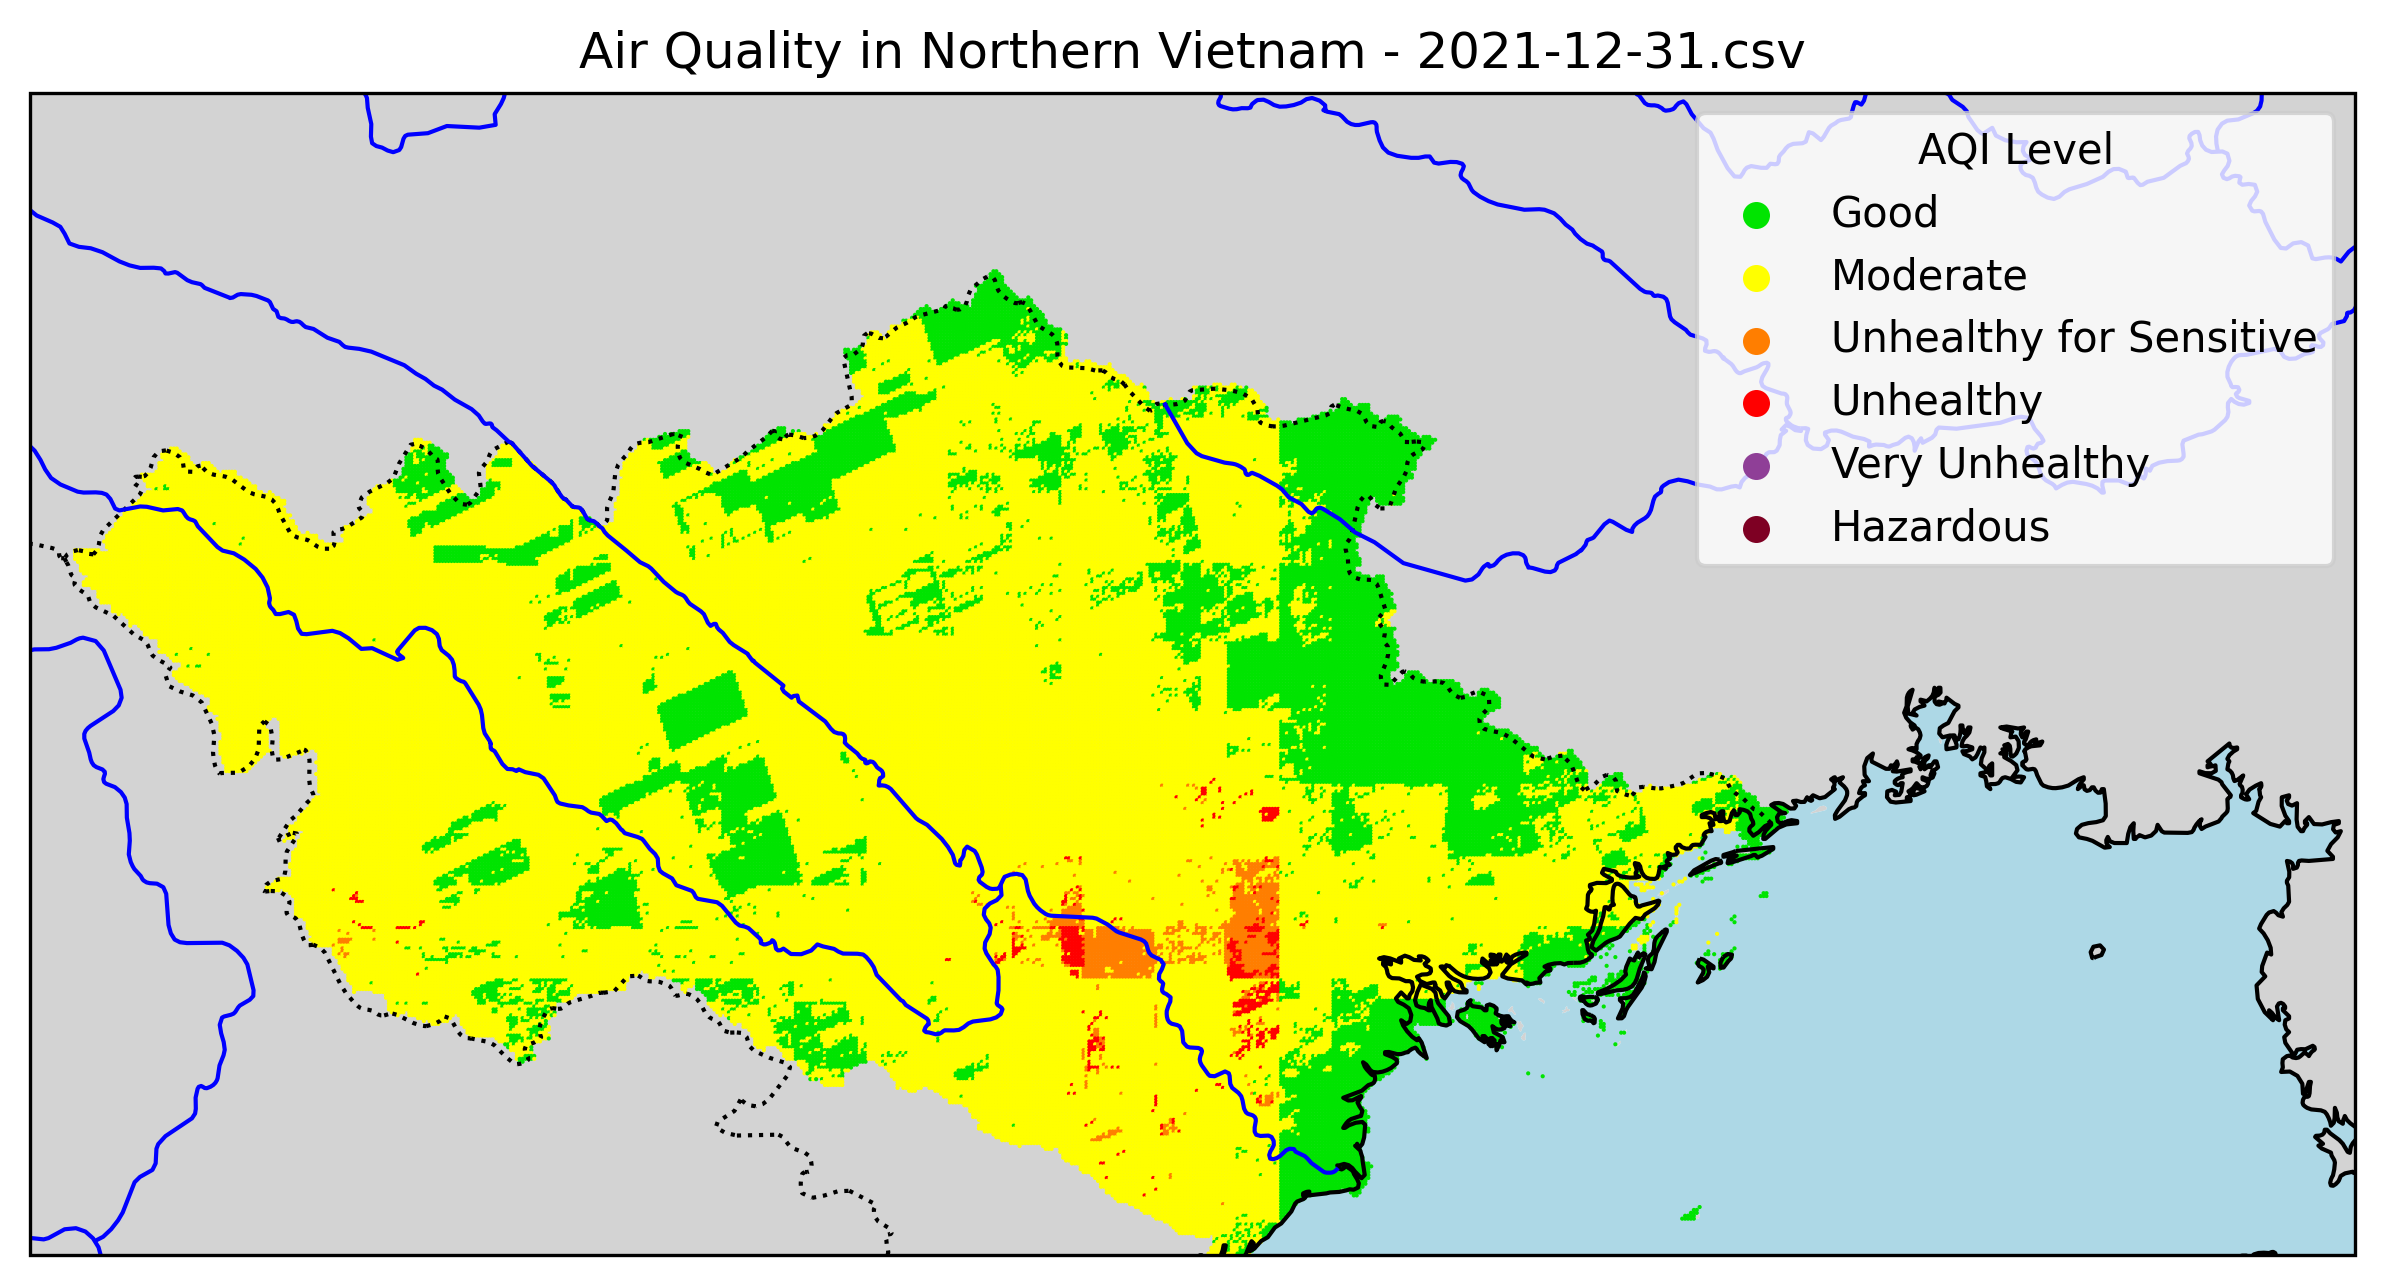 Air Quality in Northern Vietnam - 2021-12-31.csv
AQI Level
Good
Moderate
Unhealthy for Sensitive
Unhealthy
Very Unhealthy
Hazardous